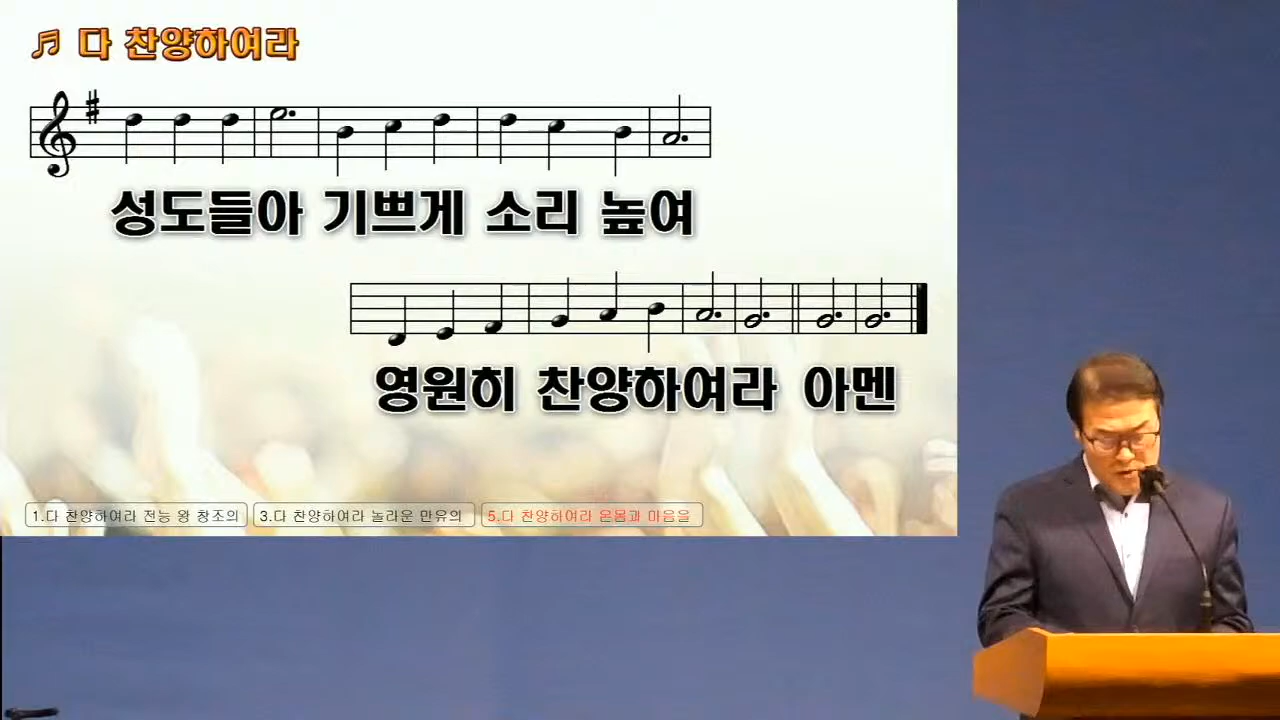 다 찬양하여라
성도들아 기쁘게 소리 높여
영원히 찬양하여라 아멘
1.다 찬양하여라 전능 왕 창조의
3.다 찬양하여라 놀라운 만유의
5.다 찬양하여라 온몸과 마음을